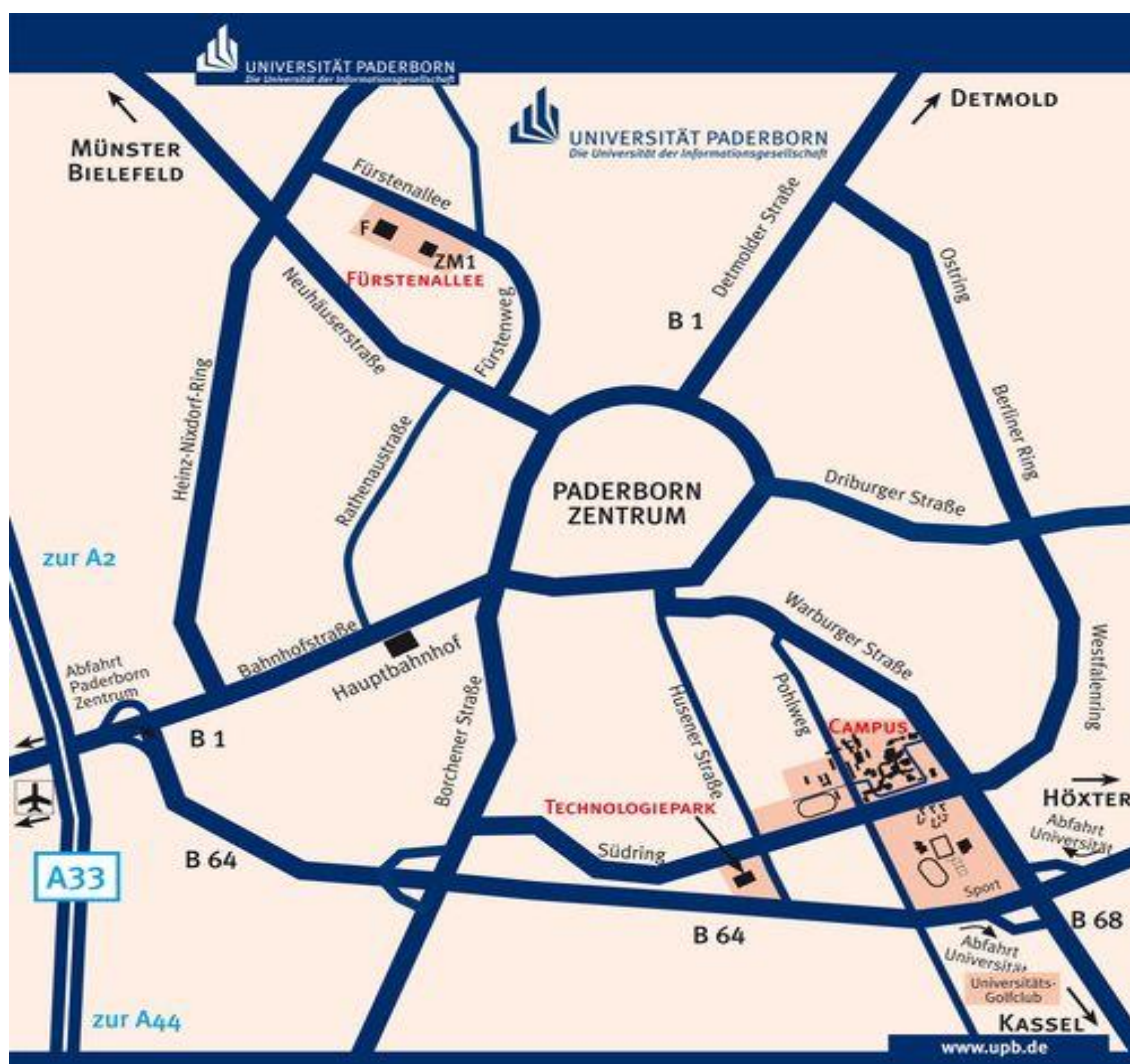 UNIVERSITÄT PADERBORN
Die Universität der Informationsgesellschaft
DETMOLD
UNIVERSITÄT PADERBORN
Die Universität der Informationsgesellschaft
MÜNSTER
BIELEFELD
Fürstenallee
F
ZM1
FÜRSTENALLEE
Neuhäuserstraße
Fürstenweg
Detmolder Straße
B 1
Ostring
Berliner Ring
Heinz-Nixdorf-Ring
Rathenaustraße
PADERBORN
ZENTRUM
Driburger Straße
zur A2
Warburger Straße
Westfalenring
Abfahrt
Paderborn
Zentrum
Bahnhofstraße
Hauptbahnhof
B 1
Borchener Straße
Husener Straße
Pohlweg
CAMPUS
TECHNOLOGIEPARK
HÖXTER
Abfahrt
Universität
Südring
B 64
A33
Sport
B 64
B 68
Abfahrt
Universität
Universitäts-
Golfclub
zur A44
KASSEL
www.upb.de